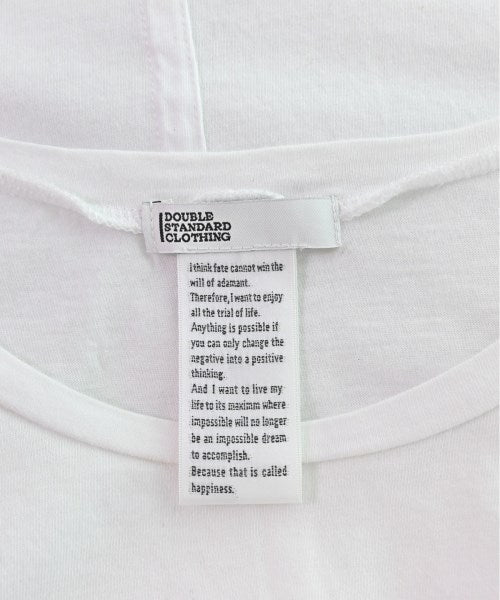 DOUBLE
STANDARD
CLOTHING
I think fate cannot win the
will of adamant.
Therefore, I want to enjoy
all the trial of life.
Anything is possible if
you can only change the
negative into a positive
thinking.
And I want to live my
life to its maximm where
impossible will no longer
be an impossible dream
to accomplish.
Because that is called
happiness.